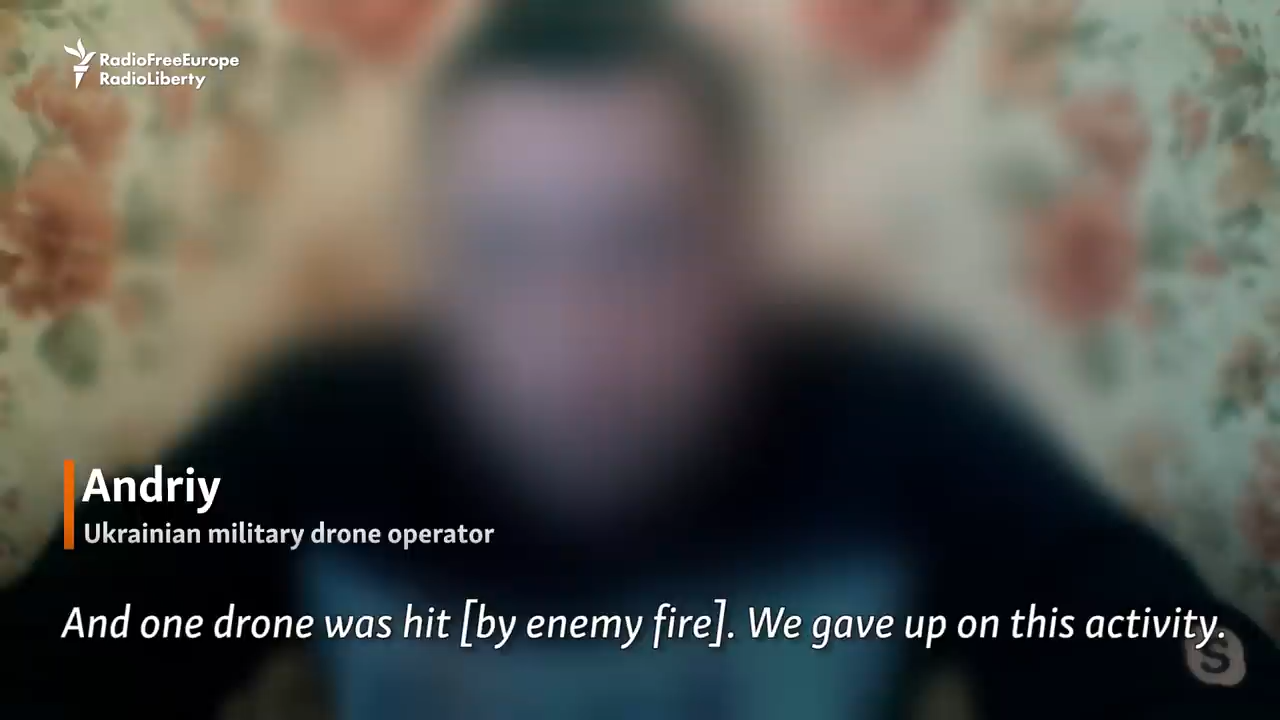 RadioFreeEurope
RadioLiberty
Andriy
Ukrainian military drone operator
And one drone was hit [by enemy fire]. We gave up on this activity.
S